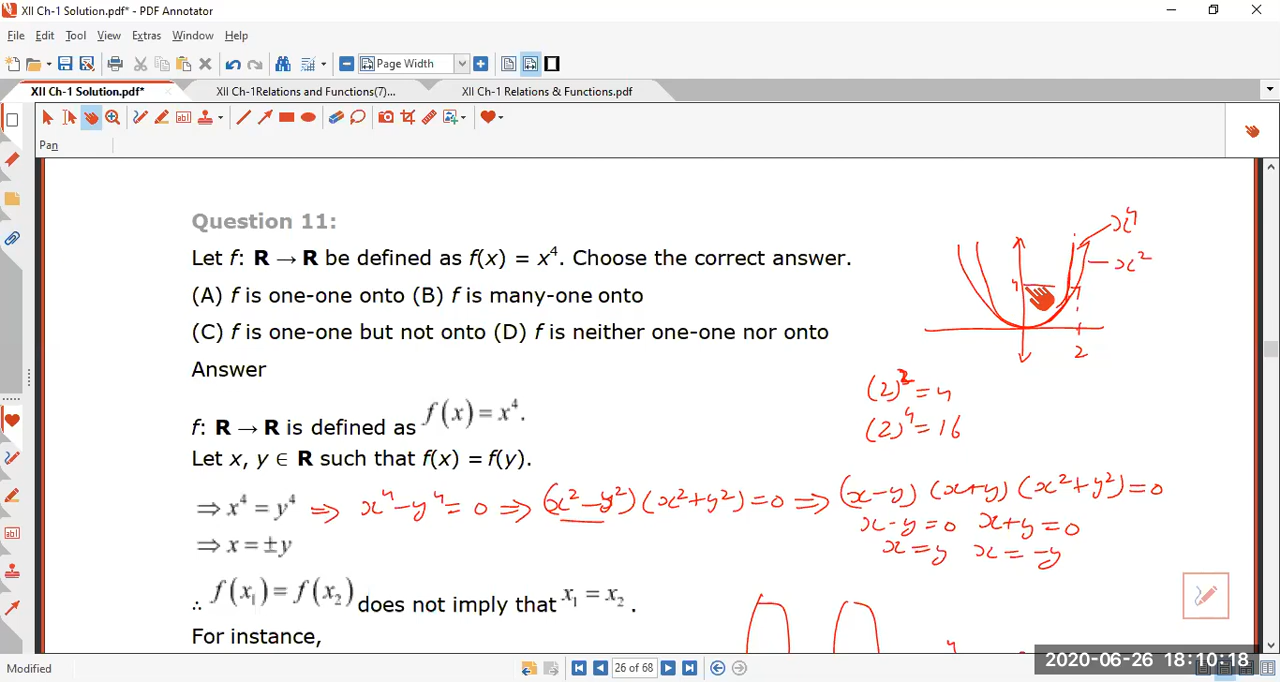 XII Ch-1 Solution.pdf* - PDF Annotator
File Edit Tool View Extras Window Help
Page Width
XII Ch-1 Solution.pdf* XII Ch-1Relations and Functions(7)... XII Ch-1 Relations & Functions.pdf
Pan
Question 11:
Let f: R → R be defined as f(x) = x⁴. Choose the correct answer.
(A) f is one-one onto (B) f is many-one onto
(C) f is one-one but not onto (D) f is neither one-one nor onto
Answer
f: R → R is defined as f(x) = x⁴.
Let x, y ∈ R such that f(x) = f(y).
⇒ x⁴ = y⁴ ⇒ x⁴ - y⁴ = 0 ⇒ (x² - y²) (x² + y²) = 0 ⇒ (x - y) (x + y) (x² + y²) = 0
x - y = 0 x + y = 0
⇒ x = ±y x = y x = -y
∴ f(x₁) = f(x₂) does not imply that x₁ = x₂ .
For instance,
x⁴
x²
4
2
(2)² = 4
(2)⁴ = 16
2020-06-26 18:10:18
Modified 26 of 68